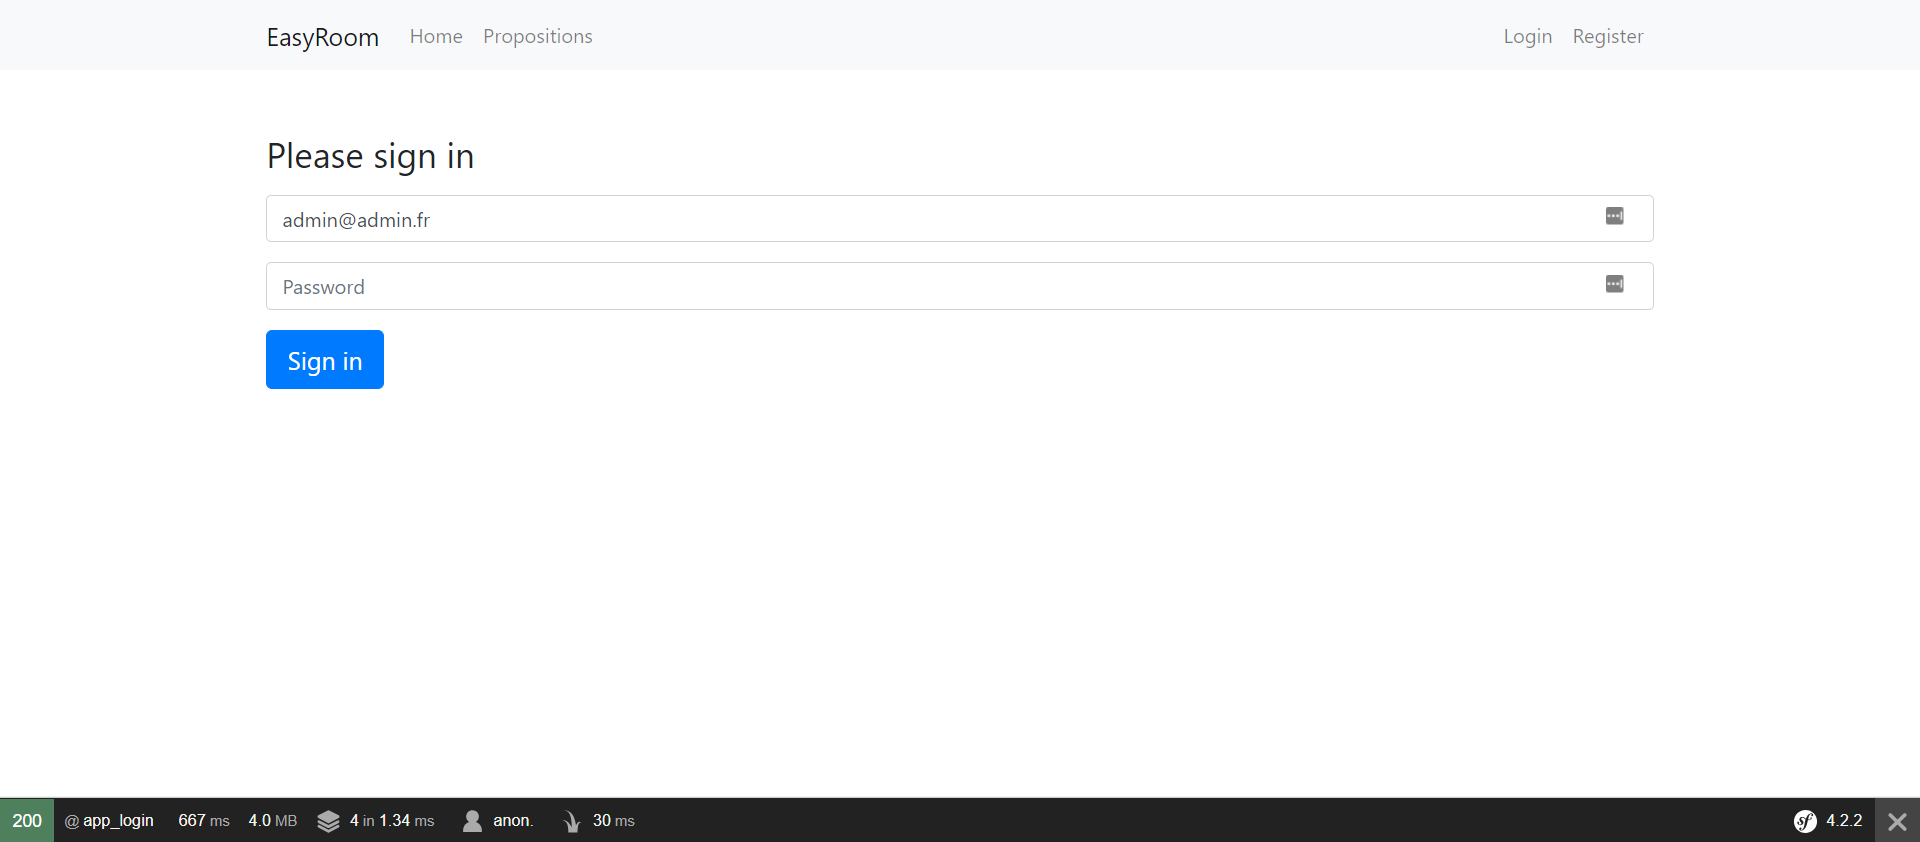 EasyRoom Home Propositions Login Register
Please sign in
admin@admin.fr
Password
Sign in
200 @ app_login 667 ms 4.0 MB 4 in 1.34 ms anon. 30 ms sf 4.2.2